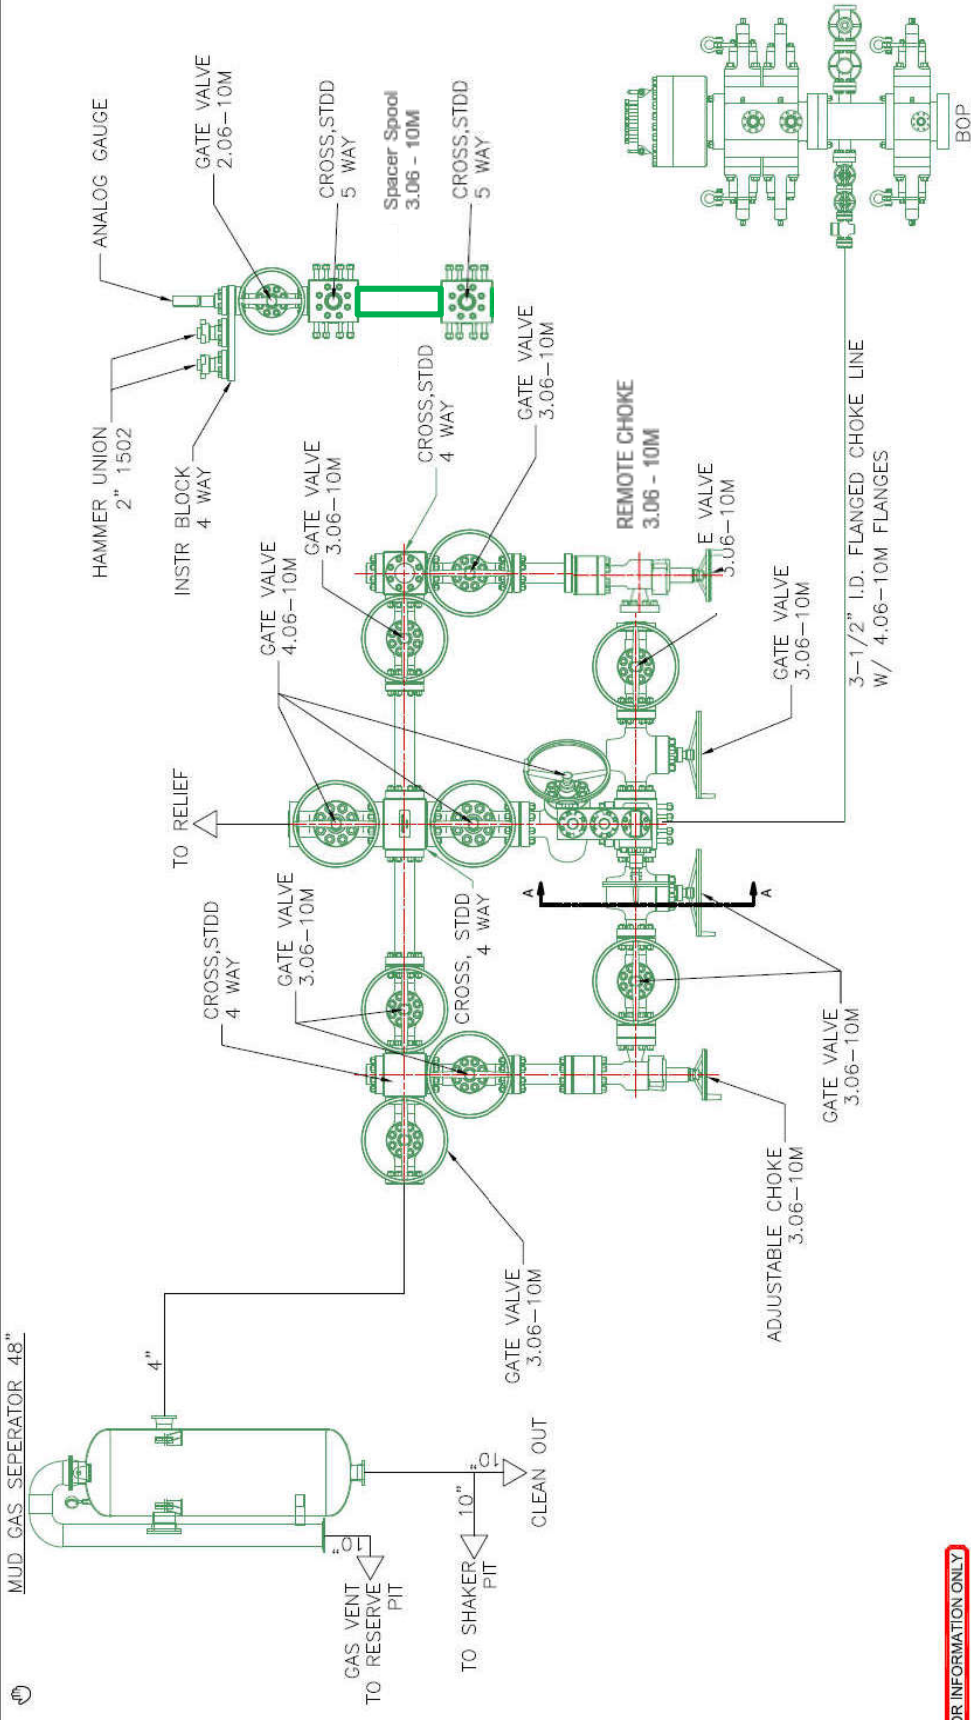 MUD GAS SEPERATOR 48"
4"
10"
GAS VENT
TO RESERVE
PIT
10"
TO SHAKER
PIT
10"
CLEAN OUT
HAMMER UNION
2" 1502
ANALOG GAUGE
INSTR BLOCK
4 WAY
GATE VALVE
2.06-10M
CROSS,STDD
5 WAY
Spacer Spool
3.06 - 10M
CROSS,STDD
5 WAY
TO RELIEF
GATE VALVE
4.06-10M
GATE VALVE
3.06-10M
CROSS,STDD
4 WAY
GATE VALVE
3.06-10M
CROSS,STDD
4 WAY
GATE VALVE
3.06-10M
CROSS, STDD
4 WAY
REMOTE CHOKE
3.06 - 10M
E VALVE
3.06-10M
GATE VALVE
3.06-10M
A
A
GATE VALVE
3.06-10M
GATE VALVE
3.06-10M
ADJUSTABLE CHOKE
3.06-10M
3-1/2" I.D. FLANGED CHOKE LINE
W/ 4.06-10M FLANGES
BOP
OR INFORMATION ONLY